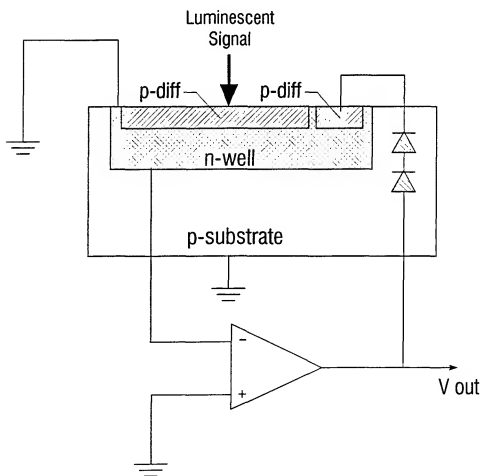 Luminescent
Signal
p-diff
p-diff
n-well
p-substrate
-
+
V out